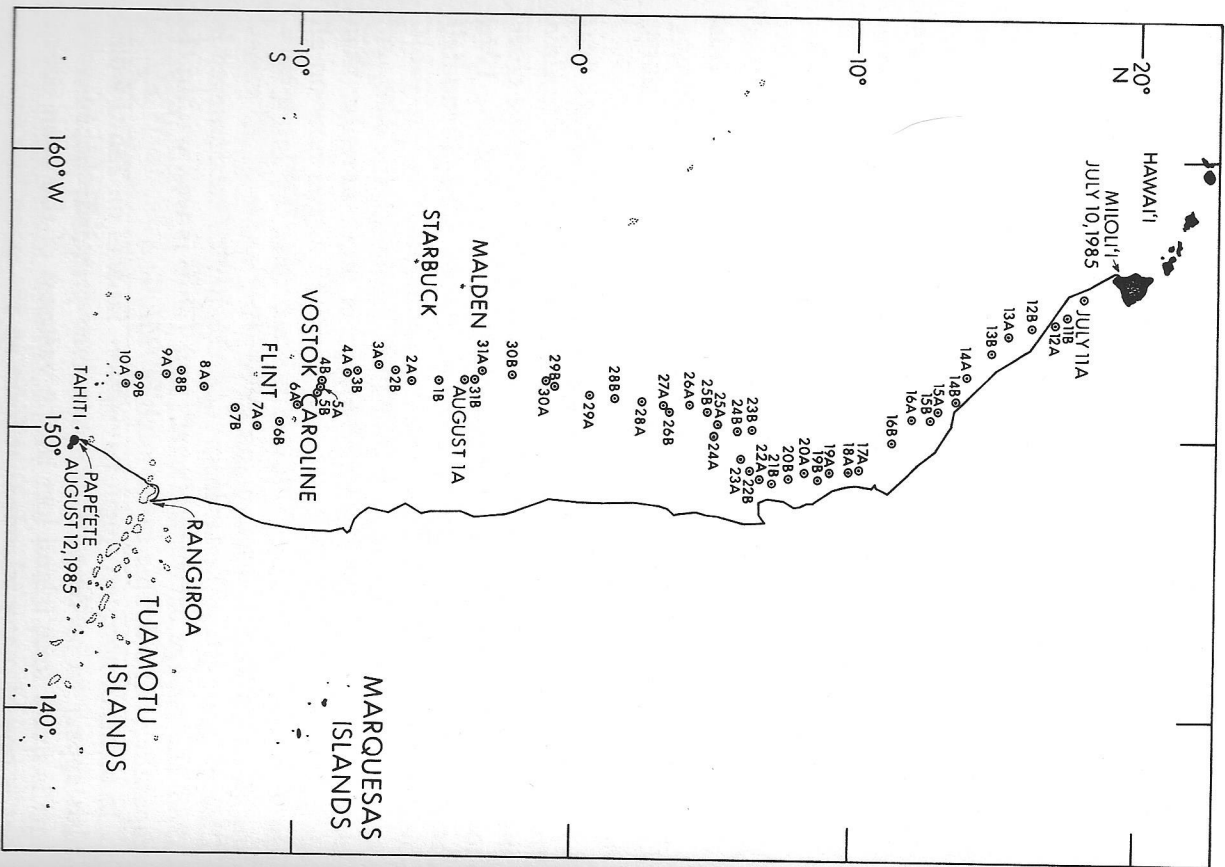 HAWAI'I
20°
N
MILOLI'I
JULY 10, 1985
JULY 11A
11B
12A
12B
13A
13B
14A
14B
15A
15B
16A
16B
10°
17A
18A
19A
19B
20A
20B
21B
22A
22B
23A
23B
24B
24A
25A
25B
26A
26B
27A
28A
28B
29A
0°
29B
30A
30B
31A
MALDEN
31B
AUGUST 1A
1B
STARBUCK
2A
2B
3A
3B
4A
4B
5A
5B
VOSTOK
CAROLINE
6A
10°
S
MARQUESAS
ISLANDS
6B
FLINT
7A
7B
8A
8B
9A
9B
10A
RANGIROA
TUAMOTU
ISLANDS
TAHITI
PAPE'ETE
AUGUST 12, 1985
160° W
150°
140°